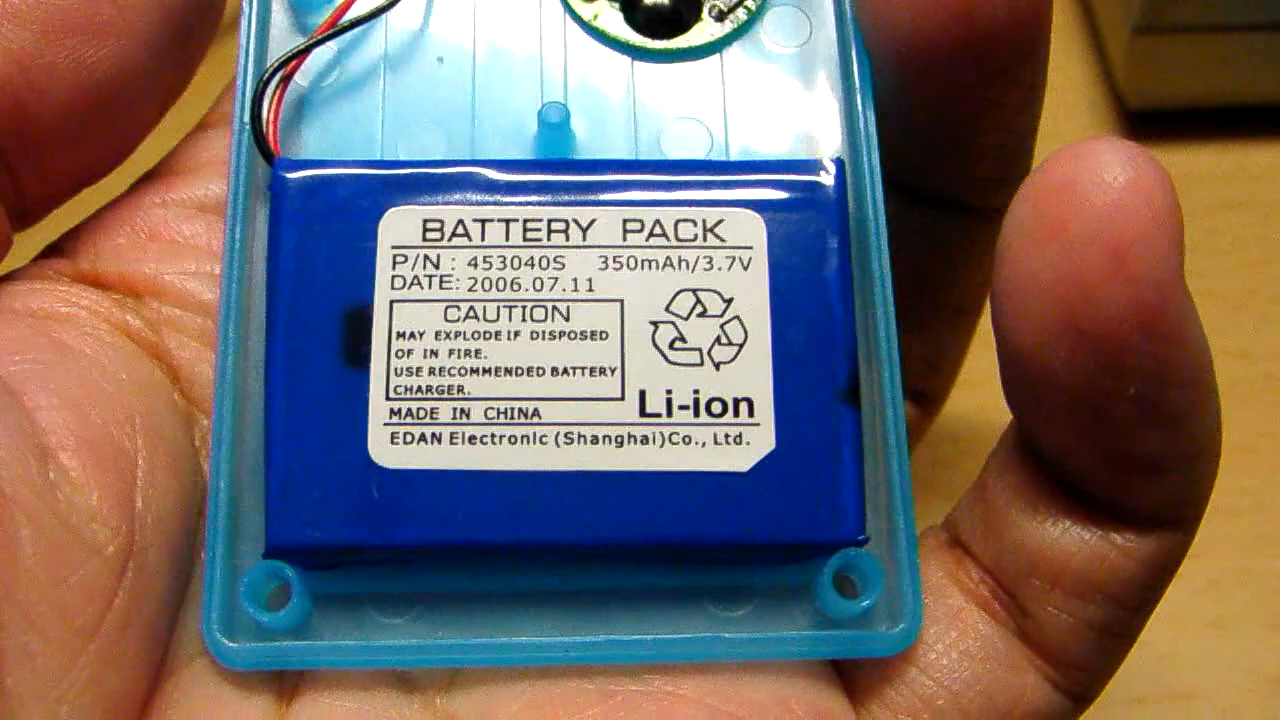 BATTERY PACK
P/N : 453040S 350mAh/3.7V
DATE: 2006.07.11
CAUTION
MAY EXPLODE IF DISPOSED
OF IN FIRE.
USE RECOMMENDED BATTERY
CHARGER.
MADE IN CHINA
Li-ion
EDAN Electronic (Shanghai)Co., Ltd.